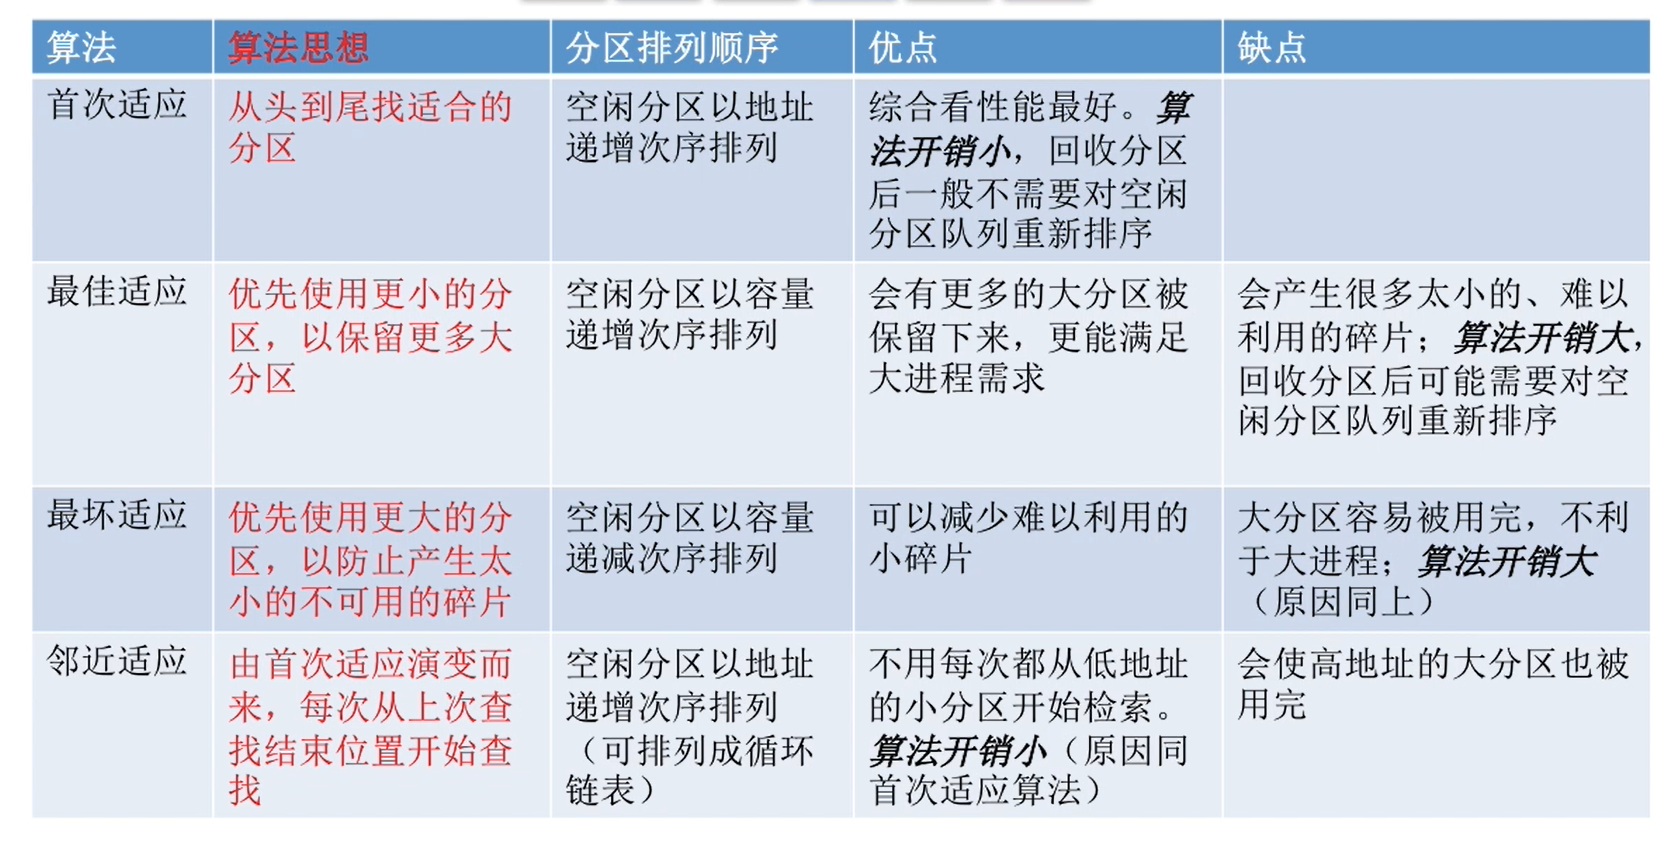 算法
算法思想
分区排列顺序
优点
缺点
首次适应
从头到尾找适合的
分区
空闲分区以地址
递增次序排列
综合看性能最好。算
法开销小，回收分区
后一般不需要对空闲
分区队列重新排序
最佳适应
优先使用更小的分
区，以保留更多大
分区
空闲分区以容量
递增次序排列
会有更多的大分区被
保留下来，更能满足
大进程需求
会产生很多太小的、难以
利用的碎片；算法开销大，
回收分区后可能需要对空
闲分区队列重新排序
最坏适应
优先使用更大的分
区，以防止产生太
小的不可用的碎片
空闲分区以容量
递减次序排列
可以减少难以利用的
小碎片
大分区容易被用完，不利
于大进程；算法开销大
（原因同上）
邻近适应
由首次适应演变而
来，每次从上次查
找结束位置开始查
找
空闲分区以地址
递增次序排列
（可排列成循环
链表）
不用每次都从低地址
的小分区开始检索。
算法开销小（原因同
首次适应算法）
会使高地址的大分区也被
用完